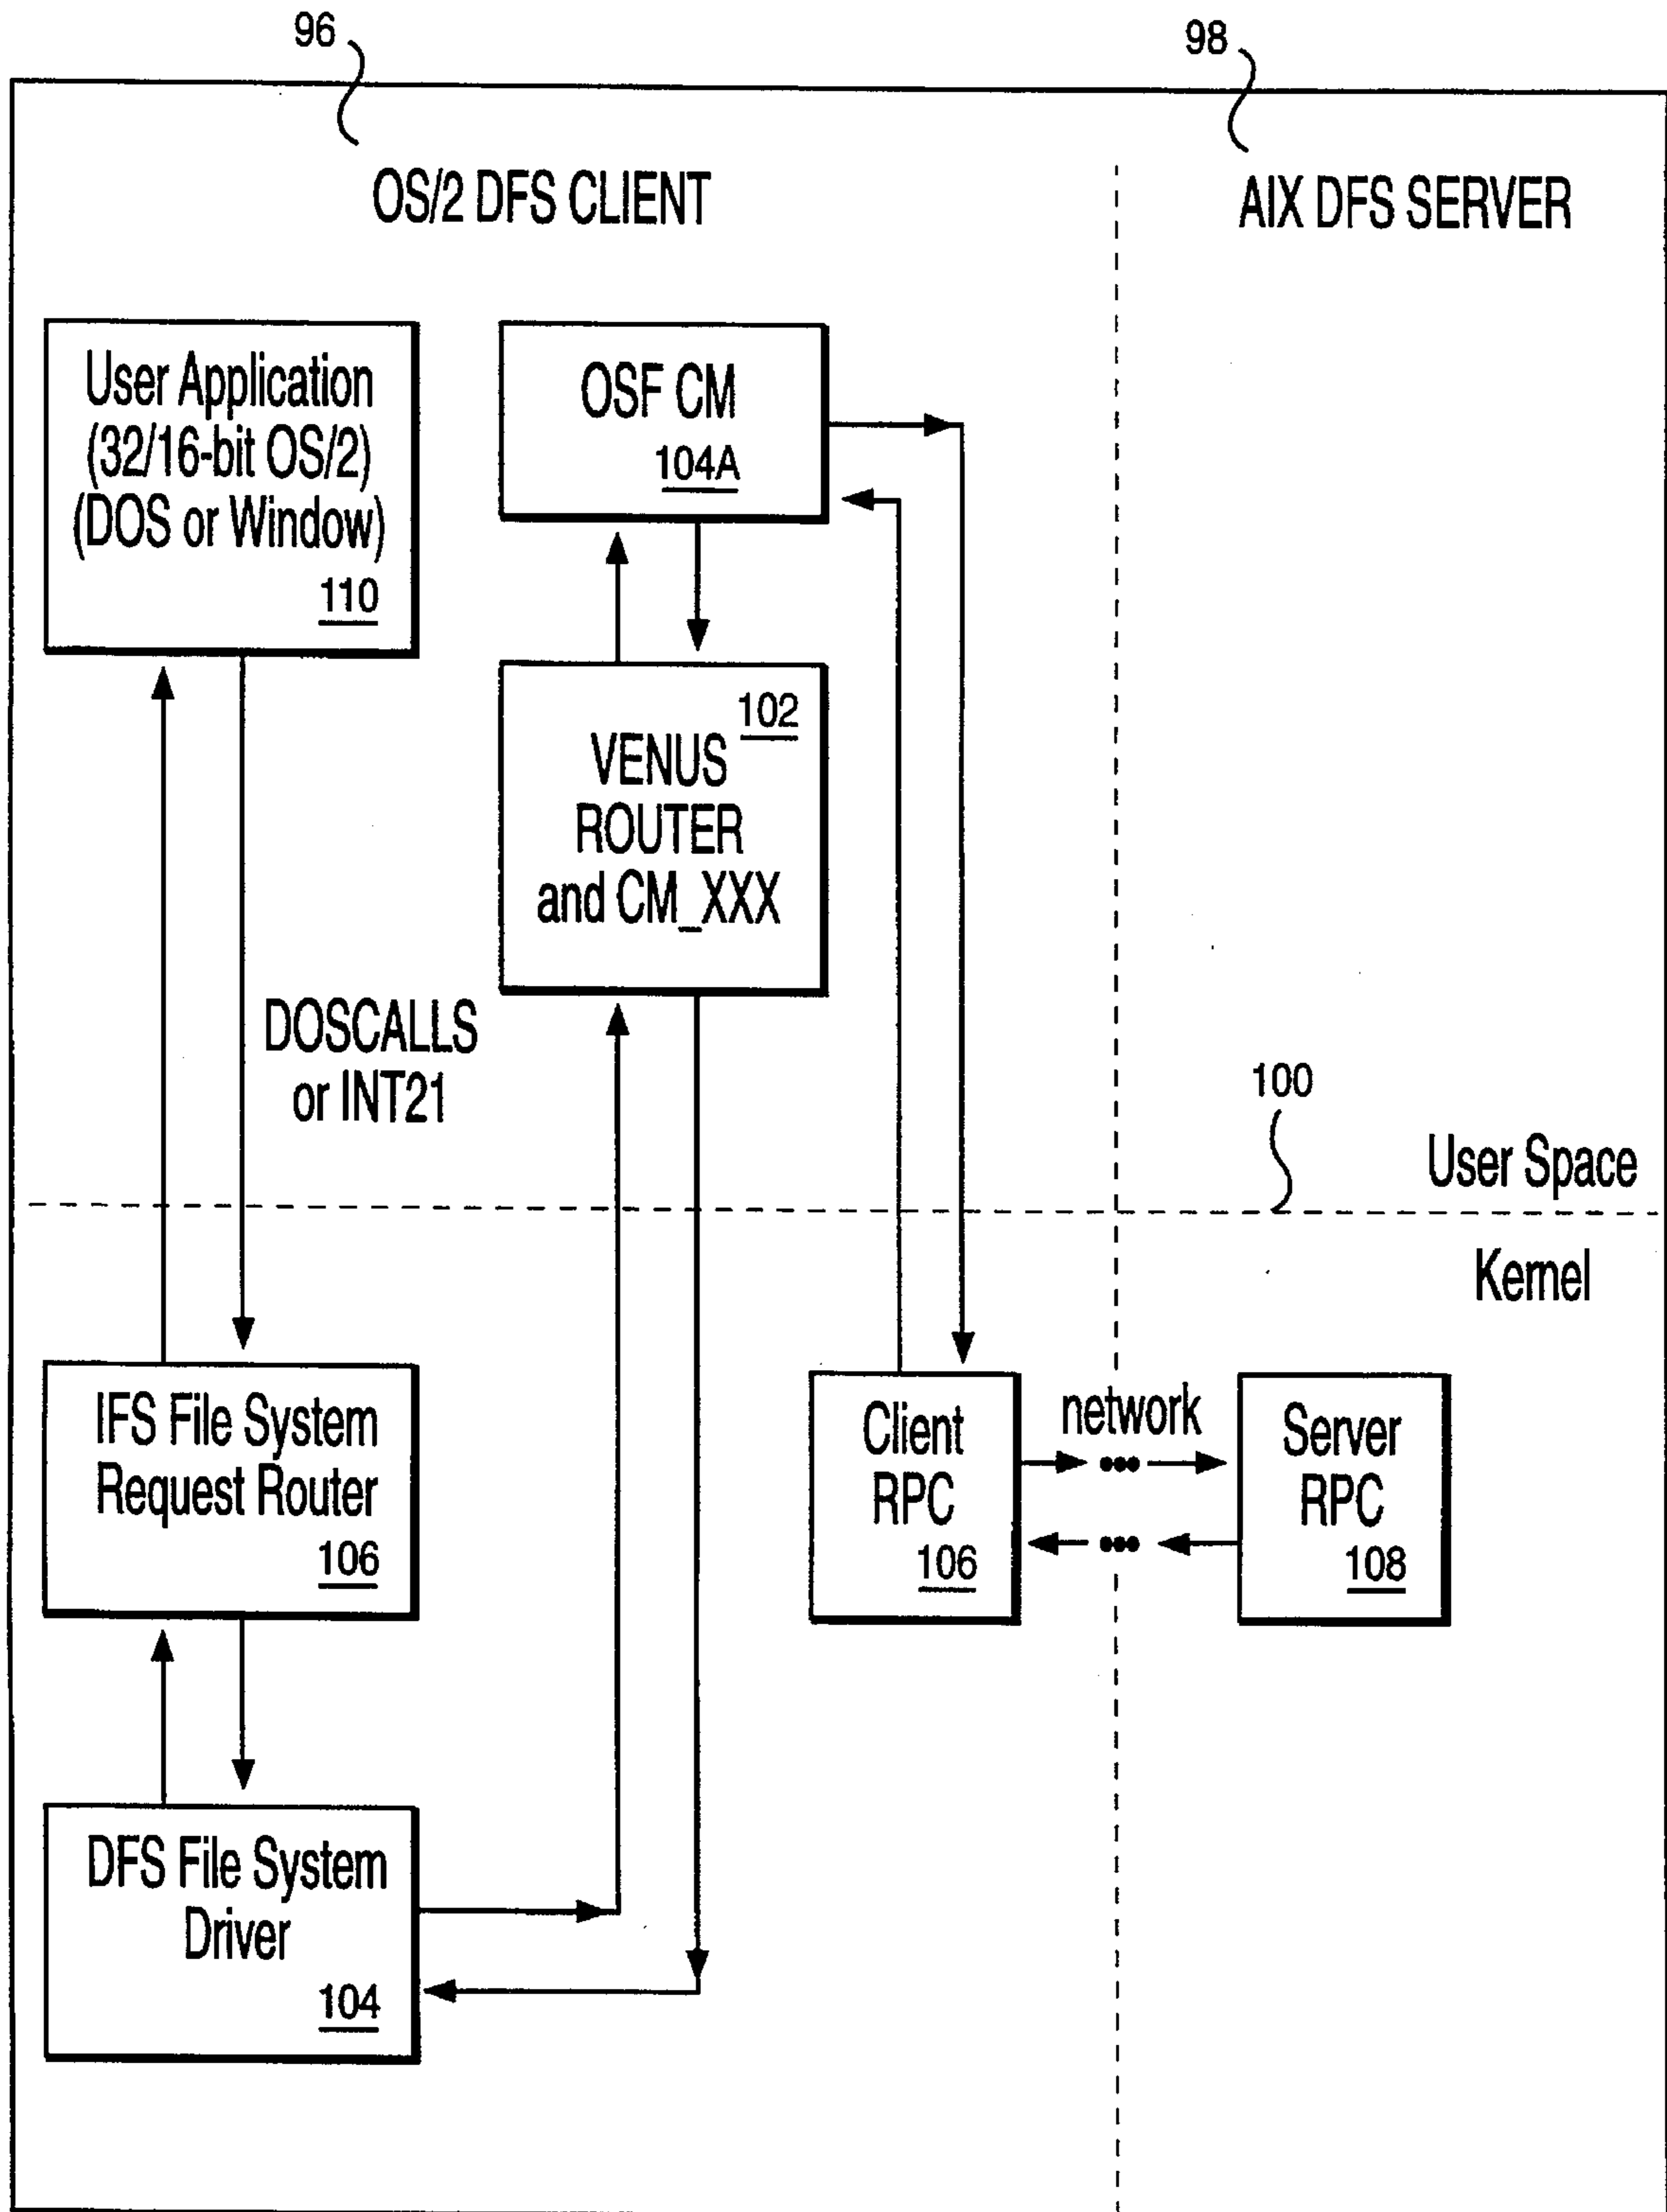 96
98
OS/2 DFS CLIENT
AIX DFS SERVER
User Application
(32/16-bit OS/2)
(DOS or Window)
110
OSF CM
104A
102
VENUS
ROUTER
and CM_XXX
DOSCALLS
or INT21
100
User Space
Kernel
IFS File System
Request Router
106
Client
RPC
106
network
Server
RPC
108
DFS File System
Driver
104